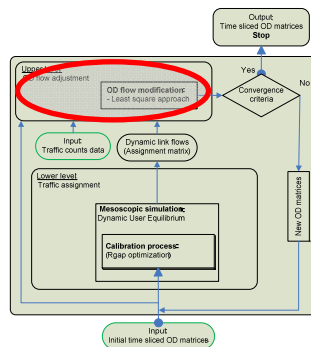 Output:
Time sliced OD matrices
Stop
Upper level:
OD flow adjustment
OD flow modification:
- Least square approach
Yes
No
Convergence
criteria
Input:
Traffic counts data
Dynamic link flows
(Assignment matrix)
New OD matrices
Lower level:
Traffic assignment
Mesoscopic simulation:
Dynamic User Equilibrium
Calibration process:
(Rgap optimization)
Input:
Initial time sliced OD matrices